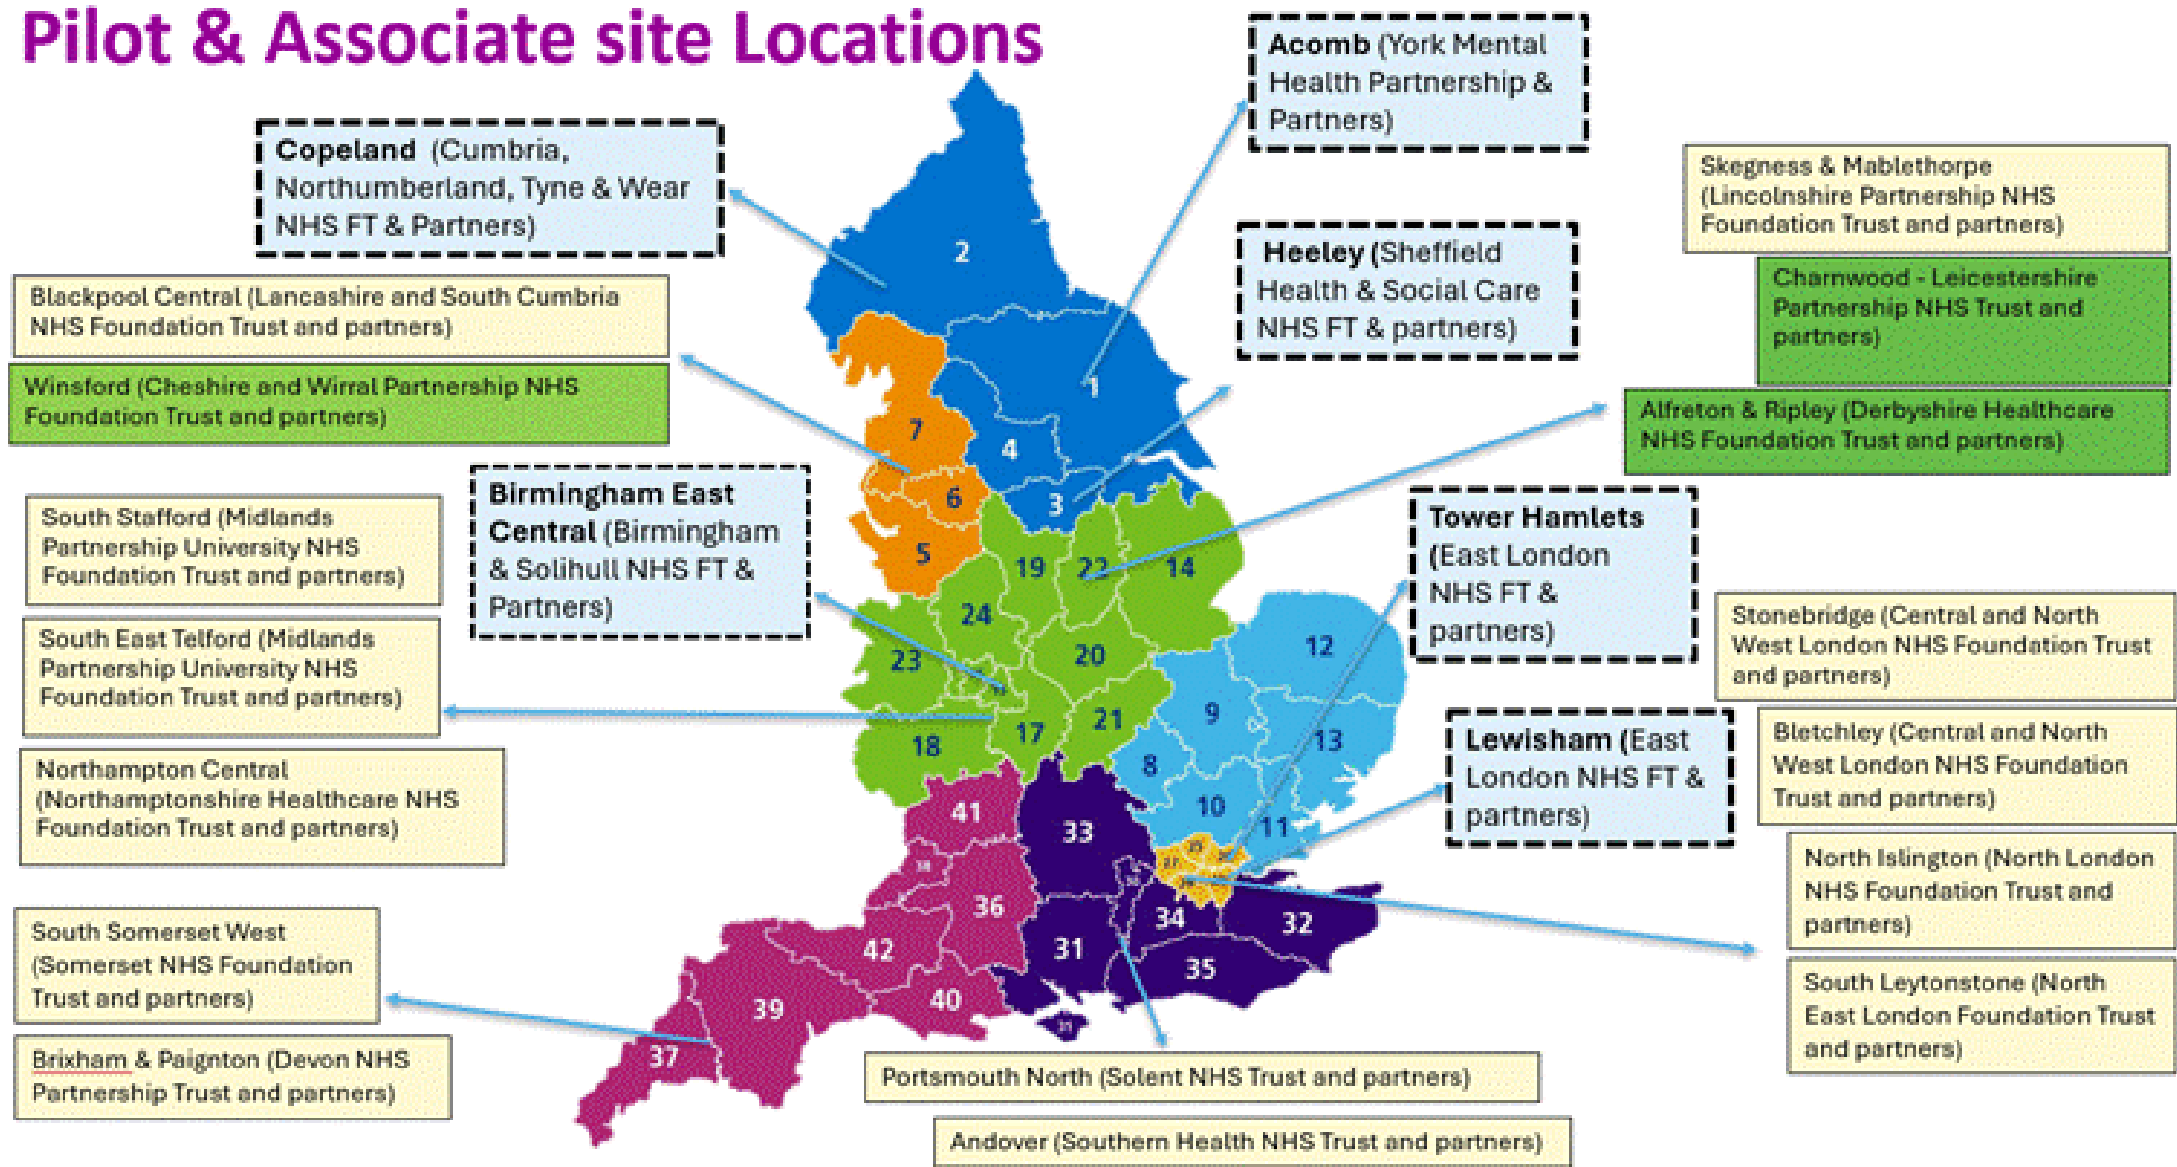 Pilot & Associate site Locations
Acomb (York Mental
Health Partnership &
Partners)
Copeland (Cumbria,
Northumberland, Tyne & Wear
NHS FT & Partners)
Skegness & Mablethorpe
(Lincolnshire Partnership NHS
Foundation Trust and partners)
Heeley (Sheffield
Health & Social Care
NHS FT & partners)
Charnwood - Leicestershire
Partnership NHS Trust and
partners)
Blackpool Central (Lancashire and South Cumbria
NHS Foundation Trust and partners)
Winsford (Cheshire and Wirral Partnership NHS
Foundation Trust and partners)
Alfreton & Ripley (Derbyshire Healthcare
NHS Foundation Trust and partners)
Birmingham East
Central (Birmingham
& Solihull NHS FT &
Partners)
South Stafford (Midlands
Partnership University NHS
Foundation Trust and partners)
Tower Hamlets
(East London
NHS FT &
partners)
South East Telford (Midlands
Partnership University NHS
Foundation Trust and partners)
Stonebridge (Central and North
West London NHS Foundation Trust
and partners)
Lewisham (East
London NHS FT &
partners)
Bletchley (Central and North
West London NHS Foundation
Trust and partners)
Northampton Central
(Northamptonshire Healthcare NHS
Foundation Trust and partners)
North Islington (North London
NHS Foundation Trust and
partners)
South Somerset West
(Somerset NHS Foundation
Trust and partners)
South Leytonstone (North
East London Foundation Trust
and partners)
Brixham & Paignton (Devon NHS
Partnership Trust and partners)
Portsmouth North (Solent NHS Trust and partners)
Andover (Southern Health NHS Trust and partners)
2
1
7
4
6
3
5
19
22
14
24
23
20
12
9
21
17
18
13
8
10
11
41
33
36
34
32
42
31
35
39
40
37